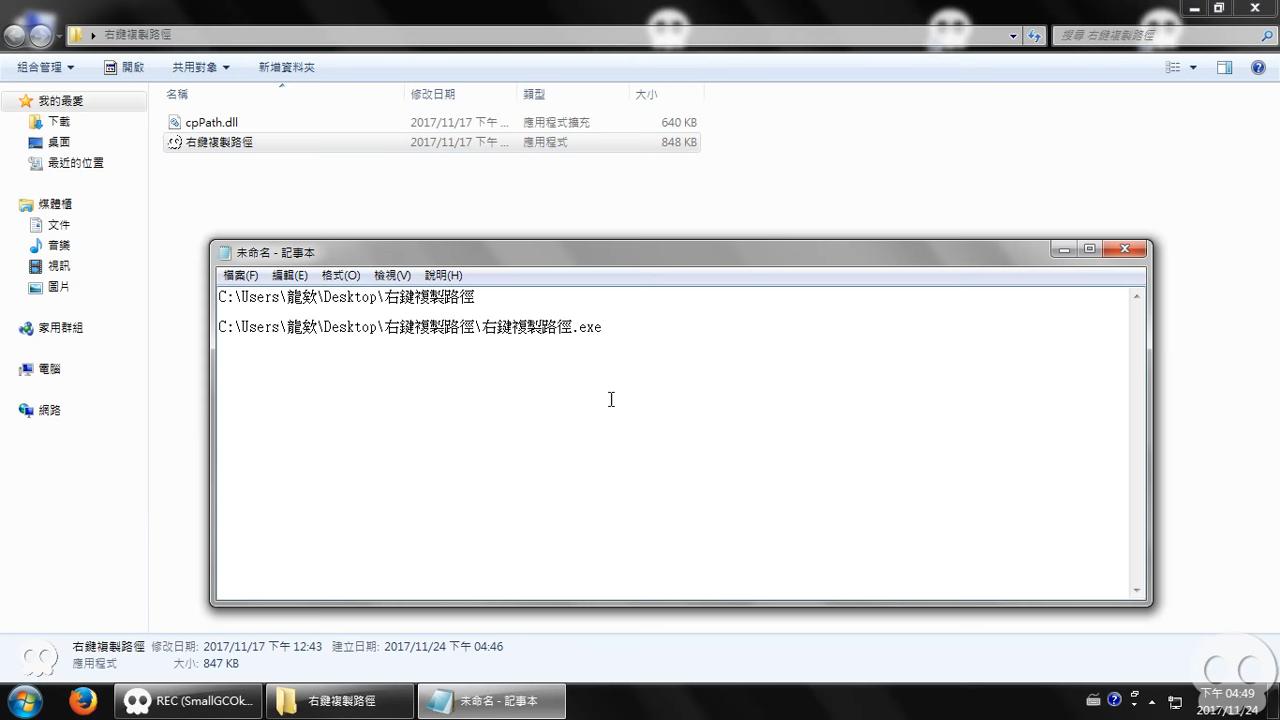 右鍵複製路徑
搜尋 右鍵複製路徑
組合管理 開啟 共用對象 新增資料夾
我的最愛
下載
桌面
最近的位置
媒體櫃
文件
音樂
視訊
圖片
家用群組
電腦
網路
名稱 修改日期 類型 大小
cpPath.dll 2017/11/17 下午 ... 應用程式擴充 640 KB
右鍵複製路徑 2017/11/17 下午 ... 應用程式 848 KB
未命名 - 記事本
檔案(F) 編輯(E) 格式(O) 檢視(V) 說明(H)
C:\Users\龍欽\Desktop\右鍵複製路徑
C:\Users\龍欽\Desktop\右鍵複製路徑\右鍵複製路徑.exe
右鍵複製路徑 修改日期: 2017/11/17 下午 12:43 建立日期: 2017/11/24 下午 04:46
應用程式 大小: 847 KB
REC (SmallGCOk... 右鍵複製路徑 未命名 - 記事本
下午 04:49
2017/11/24